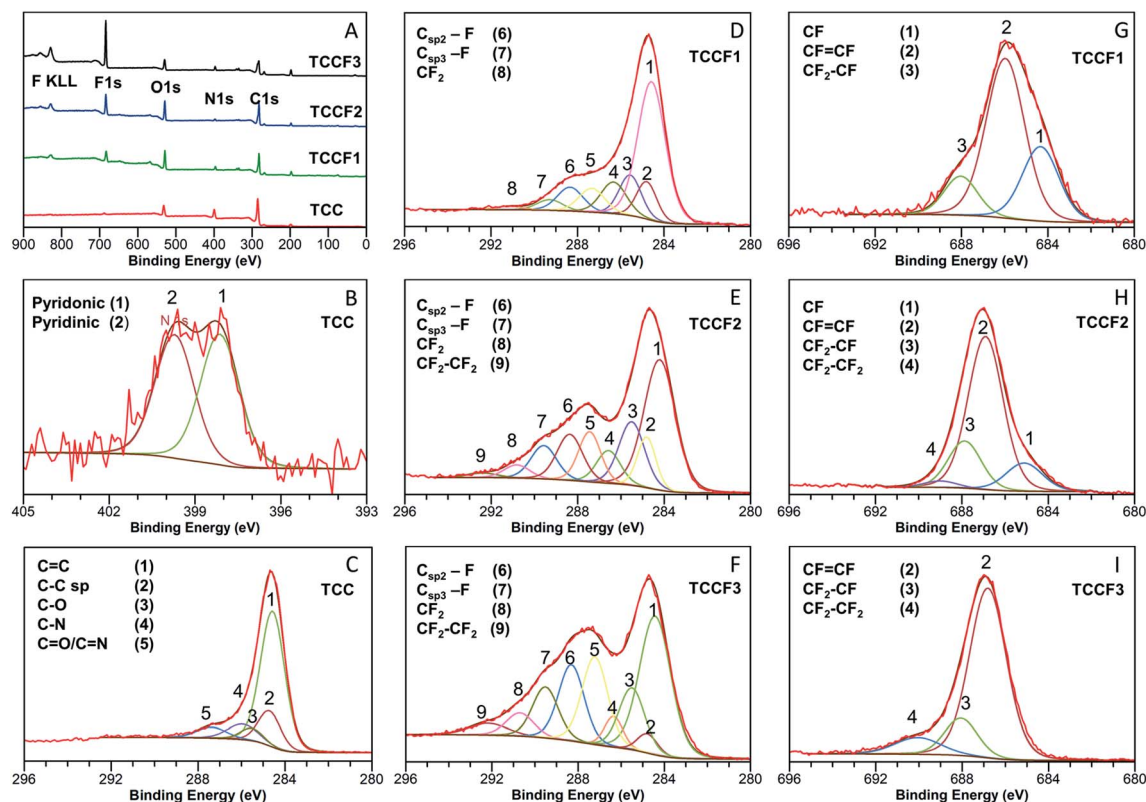 A
TCCF3
F KLL F1s O1s N1s C1s
TCCF2
TCCF1
TCC
900 800 700 600 500 400 300 200 100 0
Binding Energy (eV)
B
Pyridonic (1)
Pyridinic (2)
2 1
TCC
405 402 399 396 393
Binding Energy (eV)
C
C=C (1)
C-C sp (2)
C-O (3)
C-N (4)
C=O/C=N (5)
TCC
1
2
3
4
5
296 292 288 284 280
Binding Energy (eV)
D
Csp2 – F (6)
Csp3 –F (7)
CF2 (8)
TCCF1
1
8 7 6 5 4 3 2
296 292 288 284 280
Binding Energy (eV)
E
Csp2 – F (6)
Csp3 –F (7)
CF2 (8)
CF2-CF2 (9)
TCCF2
1
9 8 7 6 5 4 3 2
296 292 288 284 280
Binding Energy (eV)
F
Csp2 – F (6)
Csp3 –F (7)
CF2 (8)
CF2-CF2 (9)
TCCF3
1
9 8 7 6 5 4 3 2
296 292 288 284 280
Binding Energy (eV)
G
CF (1)
CF=CF (2)
CF2-CF (3)
TCCF1
2
3 1
696 692 688 684 680
Binding Energy (eV)
H
CF (1)
CF=CF (2)
CF2-CF (3)
CF2-CF2 (4)
TCCF2
2
4 3 1
696 692 688 684 680
Binding Energy (eV)
I
CF=CF (2)
CF2-CF (3)
CF2-CF2 (4)
TCCF3
2
4 3
696 692 688 684 680
Binding Energy (eV)